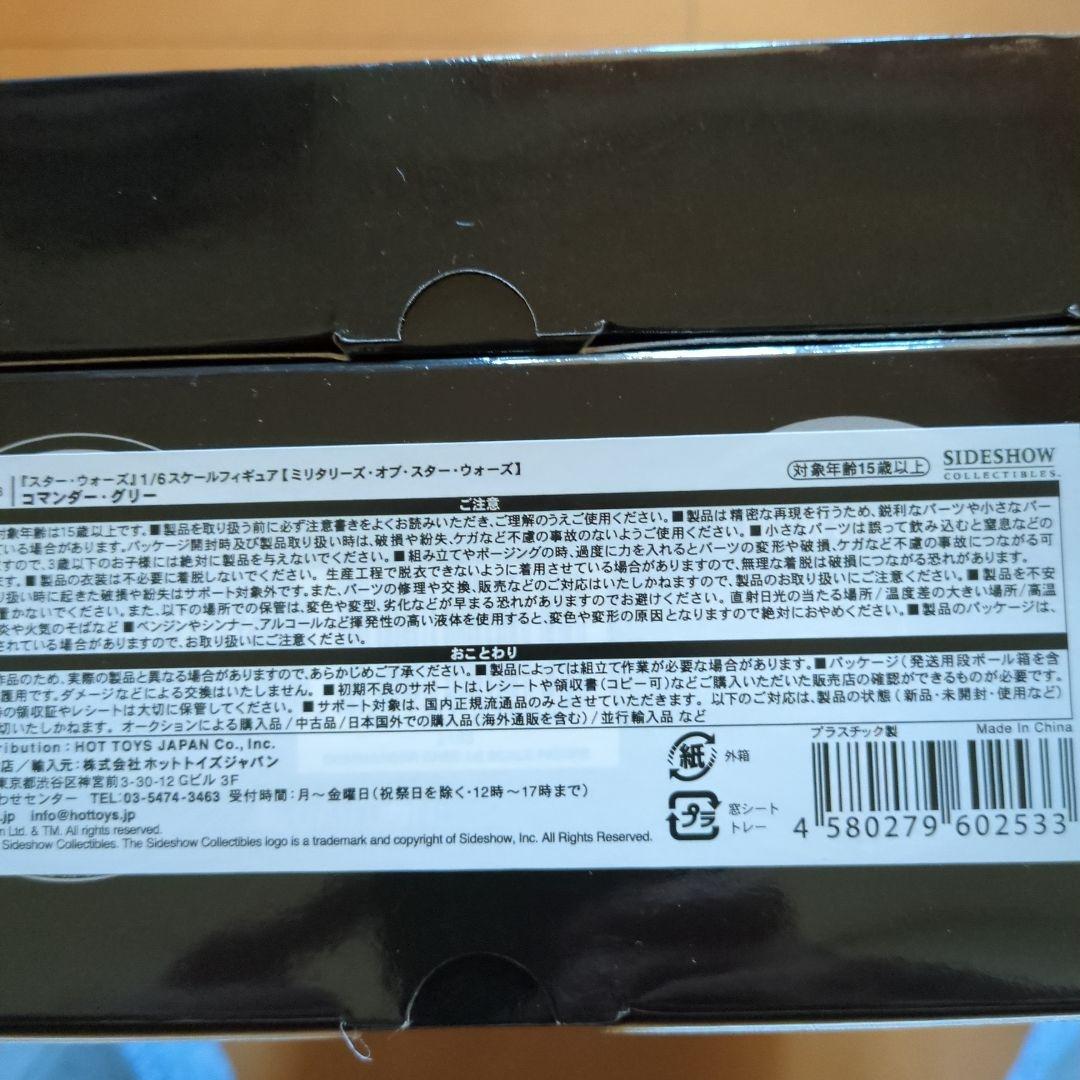 『スター・ウォーズ』1/6スケールフィギュア【ミリタリーズ・オブ・スター・ウォーズ】
コマンダー・グリー
対象年齢15歳以上
SIDESHOW
COLLECTIBLES
ご注意
対象年齢は15歳以上です。■製品を取り扱う前に必ず注意書きをよくお読みいただき、ご理解のうえご使用ください。■製品は精密な再現を行うため、鋭利なパーツや小さなパー
ている場合があります。パッケージ開封時及び製品取り扱い時は、破損や紛失、ケガなど不慮の事故のないようご使用ください。■小さなパーツは誤って飲み込むと窒息などの
ますので、3歳以下のお子様には絶対に製品を与えないでください。■組み立てやポージングの時、過度に力を入れるとパーツの変形や破損、ケガなど不慮の事故につながる可
ます。■製品の衣装は不必要に着脱しないでください。生産工程で脱衣できないように着用させている場合がありますので、無理な着脱は破損につながる恐れがあります。
り扱い時に起きた破損や紛失はサポート対象外です。また、パーツの修理や交換、販売などのご対応はいたしかねますので、製品のお取り扱いにご注意ください。■製品を不安
置かないでください。また、以下の場所での保管は、変色や変型、劣化などが早まる恐れがありますのでお避けください。直射日光の当たる場所/温度差の大きい場所/高温
炎や火気のそばなど ■ベンジンやシンナー、アルコールなど揮発性の高い液体を使用すると、変色や変形の原因となりますので絶対におやめください。■製品のパッケージは、
されている場合がありますので、お取り扱いにご注意ください。
おことわり
作品のため、実際の製品と異なる場合がありますので、あらかじめご了承ください。■製品によっては組立て作業が必要な場合があります。■パッケージ(発送用段ボール箱を含
護用です。ダメージなどによる交換はいたしません。■初期不良のサポートは、レシートや領収書(コピー可)などご購入いただいた販売店の確認ができるものが必要です。
の領収証やレシートは大切に保管してください。■サポート対象は、国内正規流通品のみとさせていただきます。以下のご対応は、製品の状態(新品・未開封・使用など)
切いたしかねます。オークションによる購入品/中古品/日本国外での購入品(海外通販を含む)/並行輸入品 など
ribution : HOT TOYS JAPAN Co., Inc.
店/輸入元:株式会社ホットトイズジャパン
東京都渋谷区神宮前3-30-12 Gビル 3F
わせセンター TEL:03-5474-3463 受付時間:月~金曜日(祝祭日を除く・12時~17時まで)
.jp info@hottoys.jp
m Ltd. & TM. All rights reserved.
Sideshow Collectibles. The Sideshow Collectibles logo is a trademark and copyright of Sideshow, Inc. All Rights Reserved.
紙
外箱
プラ
窓シート
トレー
プラスチック製
Made In China
4 580279 602533